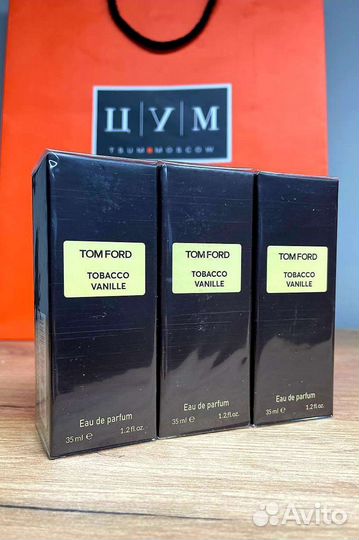 Ц|У|М
TSUM MOSCOW
TOM FORD
TOBACCO
VANILLE
Eau de parfum
35 ml e 1.2 fl.oz.
TOM FORD
TOBACCO
VANILLE
Eau de parfum
35 ml e 1.2 fl.oz.
TOM FORD
TOBACCO
VANILLE
Eau de parfum
35 ml e 1.2 fl.oz.
Avito